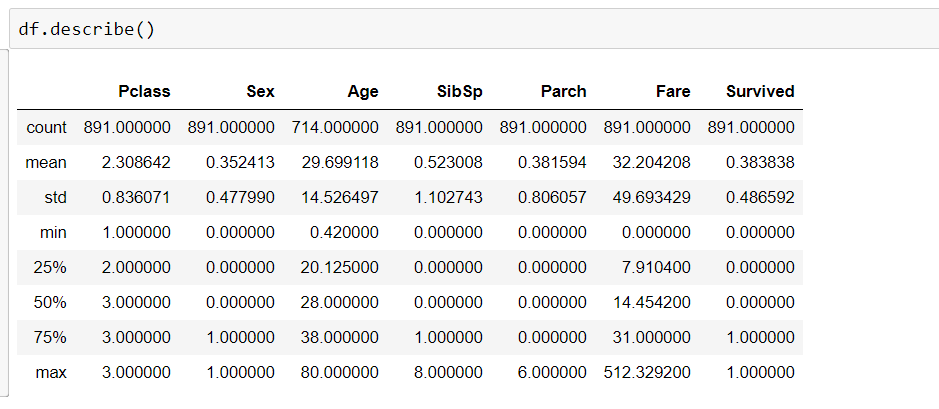 df.describe()
Pclass Sex Age SibSp Parch Fare Survived
count 891.000000 891.000000 714.000000 891.000000 891.000000 891.000000 891.000000
mean 2.308642 0.352413 29.699118 0.523008 0.381594 32.204208 0.383838
std 0.836071 0.477990 14.526497 1.102743 0.806057 49.693429 0.486592
min 1.000000 0.000000 0.420000 0.000000 0.000000 0.000000 0.000000
25% 2.000000 0.000000 20.125000 0.000000 0.000000 7.910400 0.000000
50% 3.000000 0.000000 28.000000 0.000000 0.000000 14.454200 0.000000
75% 3.000000 1.000000 38.000000 1.000000 0.000000 31.000000 1.000000
max 3.000000 1.000000 80.000000 8.000000 6.000000 512.329200 1.000000